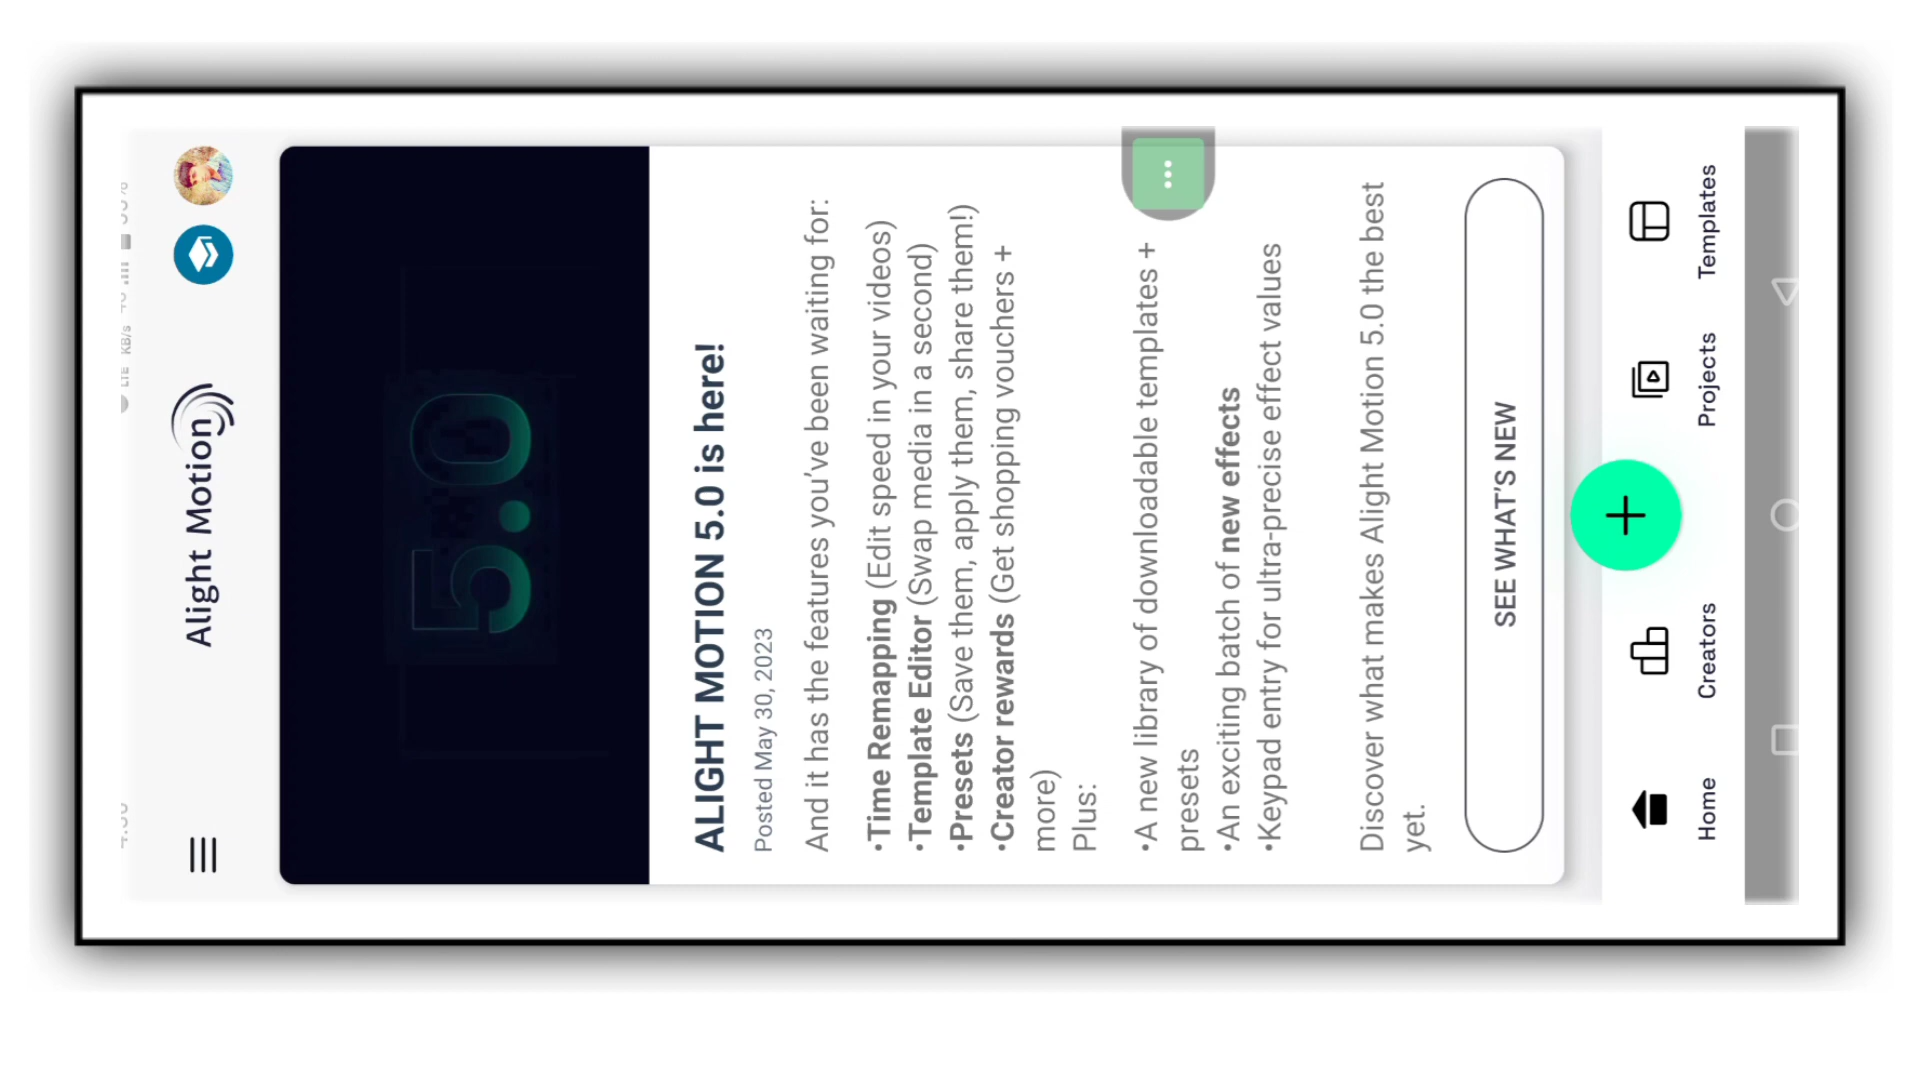 Alight Motion
5.0
ALIGHT MOTION 5.0 is here!
Posted May 30, 2023
And it has the features you've been waiting for:
•Time Remapping (Edit speed in your videos)
•Template Editor (Swap media in a second)
•Presets (Save them, apply them, share them!)
•Creator rewards (Get shopping vouchers +
more)
Plus:
•A new library of downloadable templates +
presets
•An exciting batch of new effects
•Keypad entry for ultra-precise effect values
Discover what makes Alight Motion 5.0 the best
yet.
SEE WHAT'S NEW
Home
Creators
Projects
Templates